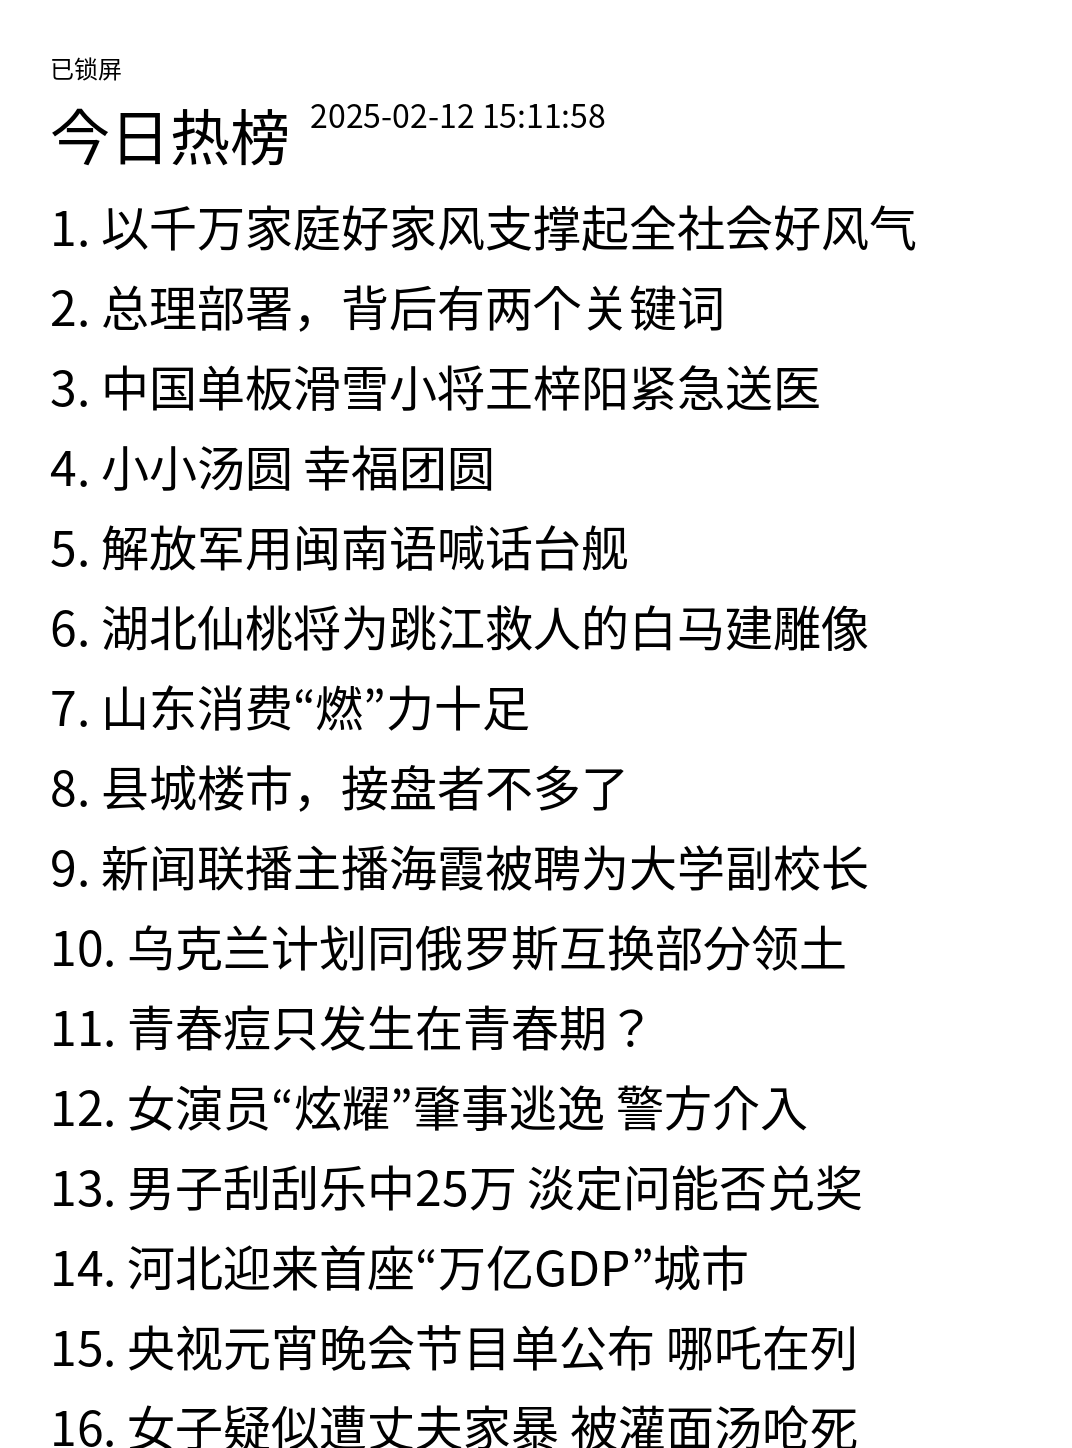 已锁屏
今日热榜 2025-02-12 15:11:58
1. 以千万家庭好家风支撑起全社会好风气
2. 总理部署，背后有两个关键词
3. 中国单板滑雪小将王梓阳紧急送医
4. 小小汤圆 幸福团圆
5. 解放军用闽南语喊话台舰
6. 湖北仙桃将为跳江救人的白马建雕像
7. 山东消费“燃”力十足
8. 县城楼市，接盘者不多了
9. 新闻联播主播海霞被聘为大学副校长
10. 乌克兰计划同俄罗斯互换部分领土
11. 青春痘只发生在青春期？
12. 女演员“炫耀”肇事逃逸 警方介入
13. 男子刮刮乐中25万 淡定问能否兑奖
14. 河北迎来首座“万亿GDP”城市
15. 央视元宵晚会节目单公布 哪吒在列
16. 女子疑似遭丈夫家暴 被灌面汤呛死